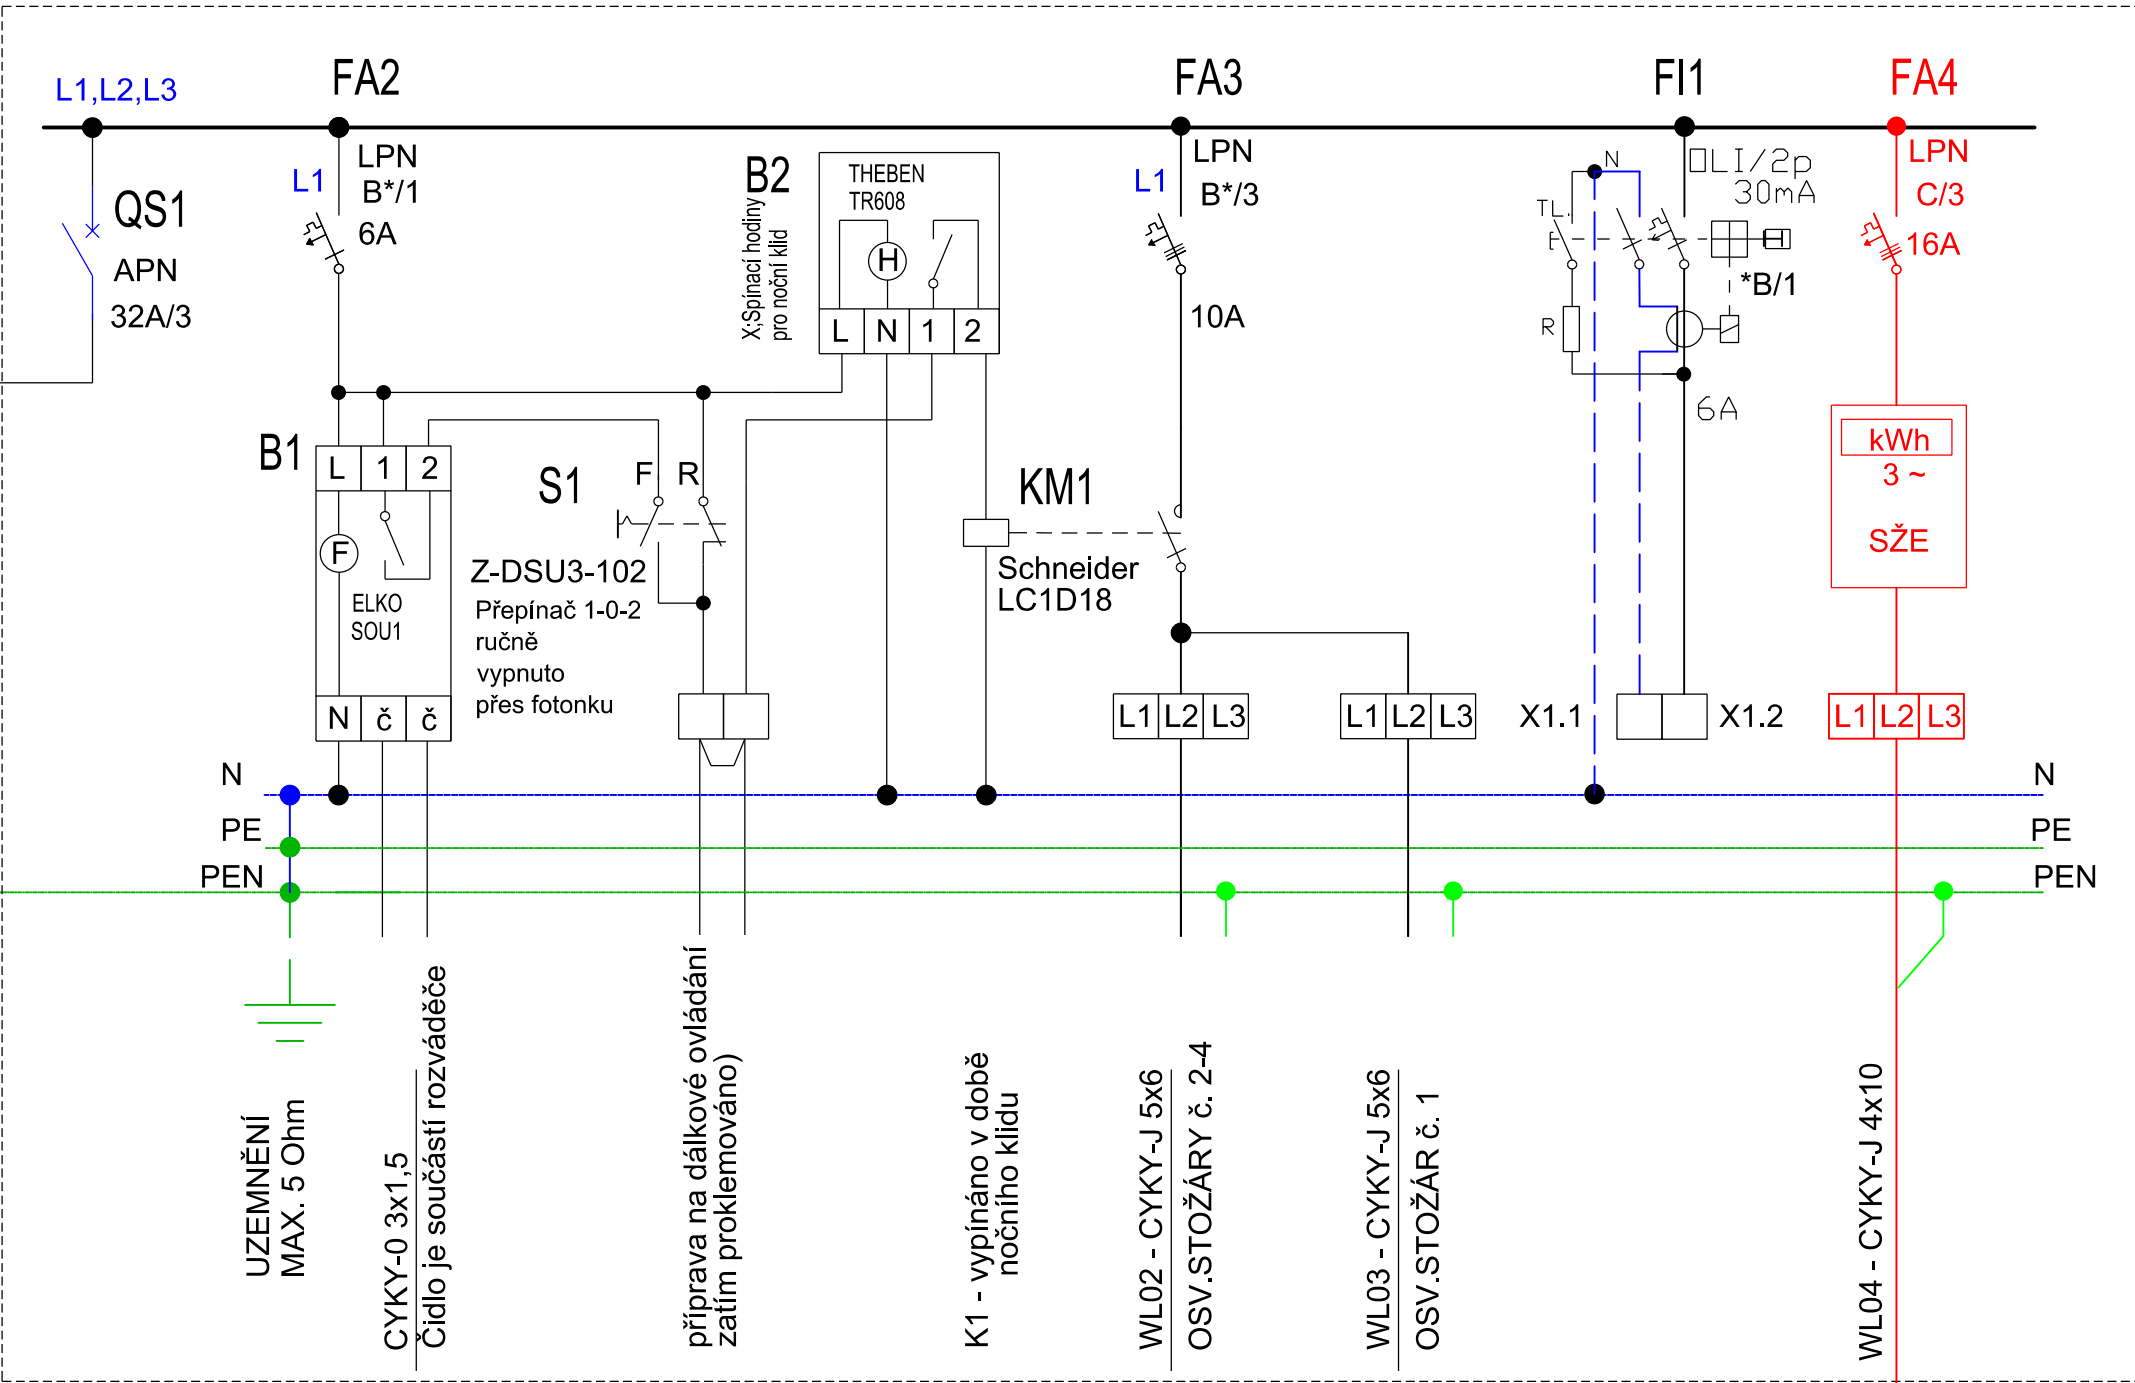 L1,L2,L3
QS1
APN
32A/3
FA2
L1
LPN
B*/1
6A
B2
X;Spínací hodiny
pro noční klid
THEBEN
TR608
H
L N 1 2
FA3
L1
LPN
B*/3
10A
FI1
N
OLI/2p
30mA
TL.
*B/1
R
6A
FA4
LPN
C/3
16A
kWh
3 ~
SŽE
B1
L 1 2
F
ELKO
SOU1
N č č
S1
F R
Z-DSU3-102
Přepínač 1-0-2
ručně
vypnuto
přes fotonku
KM1
Schneider
LC1D18
L1 L2 L3
L1 L2 L3
X1.1
X1.2
L1 L2 L3
N
N
PE
PE
PEN
PEN
UZEMNĚNÍ
MAX. 5 Ohm
CYKY-0 3x1,5
Čidlo je součástí rozváděče
příprava na dálkové ovládání
zatím proklemováno)
K1 - vypínáno v době
nočního klidu
WL02 - CYKY-J 5x6
OSV.STOŽÁRY č. 2-4
WL03 - CYKY-J 5x6
OSV.STOŽÁR č. 1
WL04 - CYKY-J 4x10